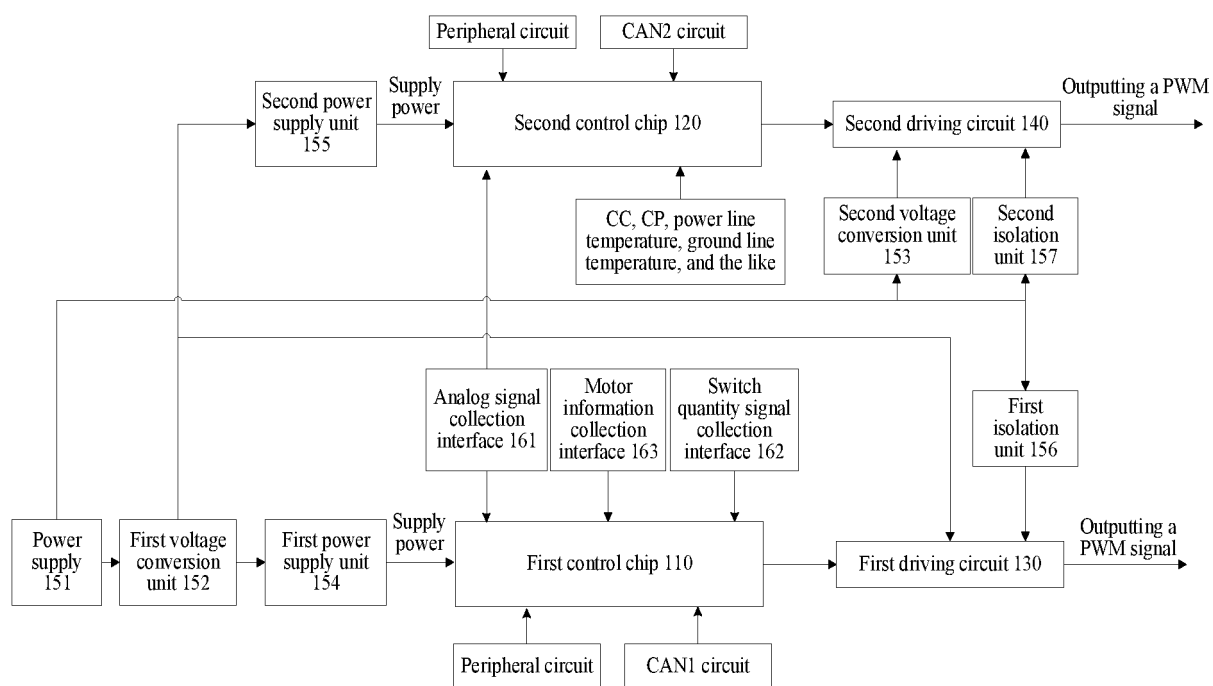 Peripheral circuit
CAN2 circuit
Second power
supply unit
155
Supply
power
Second control chip 120
Second driving circuit 140
Outputting a PWM
signal
CC, CP, power line
temperature, ground line
temperature, and the like
Second voltage
conversion unit
153
Second
isolation
unit 157
Analog signal
collection
interface 161
Motor
information
collection
interface 163
Switch
quantity signal
collection
interface 162
First
isolation
unit 156
Power
supply
151
First voltage
conversion
unit 152
First power
supply unit
154
Supply
power
First control chip 110
First driving circuit 130
Outputting a
PWM signal
Peripheral circuit
CAN1 circuit